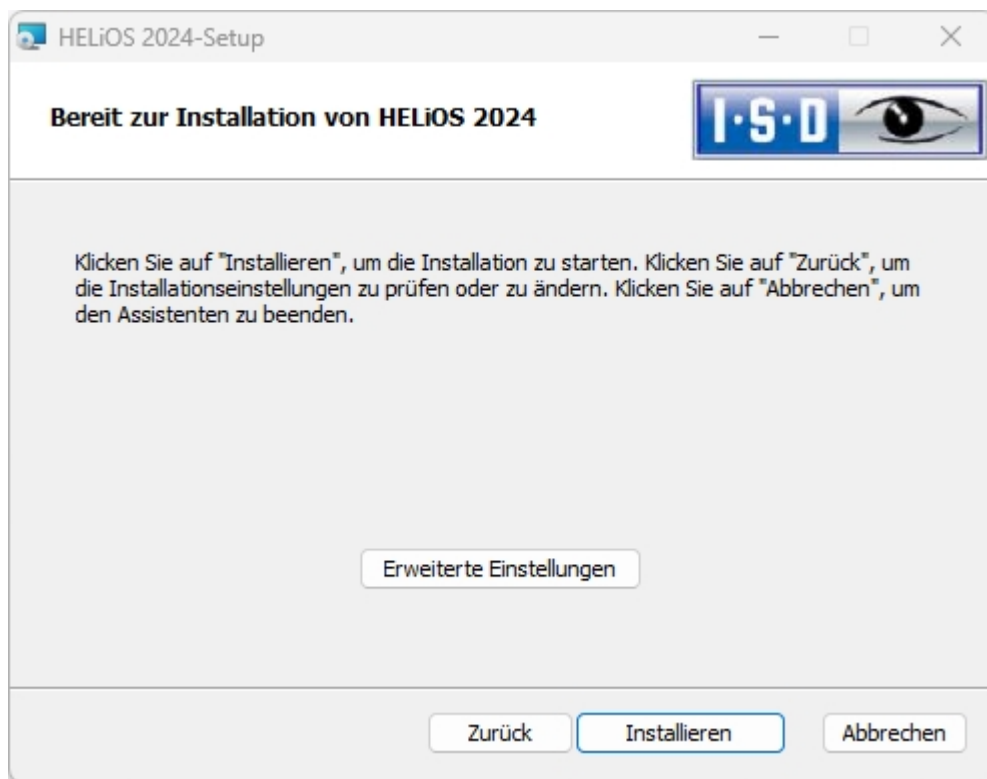 HELiOS 2024-Setup
Bereit zur Installation von HELiOS 2024
I·S·D
Klicken Sie auf "Installieren", um die Installation zu starten. Klicken Sie auf "Zurück", um
die Installationseinstellungen zu prüfen oder zu ändern. Klicken Sie auf "Abbrechen", um
den Assistenten zu beenden.
Erweiterte Einstellungen
Zurück Installieren Abbrechen